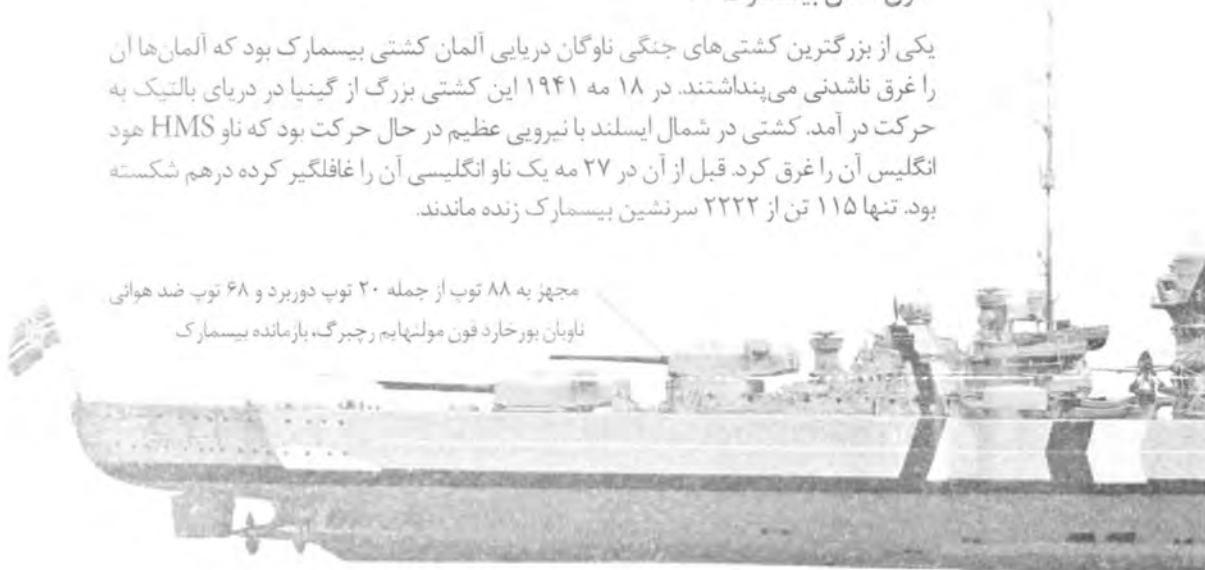 یکی از بزرگترین کشتی‌های جنگی ناوگان دریایی آلمان کشتی بیسمارک بود که آلمان‌ها آن
را غرق ناشدنی می‌پنداشتند. در ۱۸ مه ۱۹۴۱ این کشتی بزرگ از گینیا در دریای بالتیک به
حرکت در آمد. کشتی در شمال ایسلند با نیرویی عظیم در حال حرکت بود که ناو HMS هود
انگلیس آن را غرق کرد. قبل از آن در ۲۷ مه یک ناو انگلیسی آن را غافلگیر کرده درهم شکسته
بود. تنها ۱۱۵ تن از ۲۲۲۲ سرنشین بیسمارک زنده ماندند.
مجهز به ۸۸ توپ از جمله ۲۰ توپ دوربرد و ۶۸ توپ ضد هوائی
ناوبان بورخارد فون مولنهایم رچبرگ، بازمانده بیسمارک